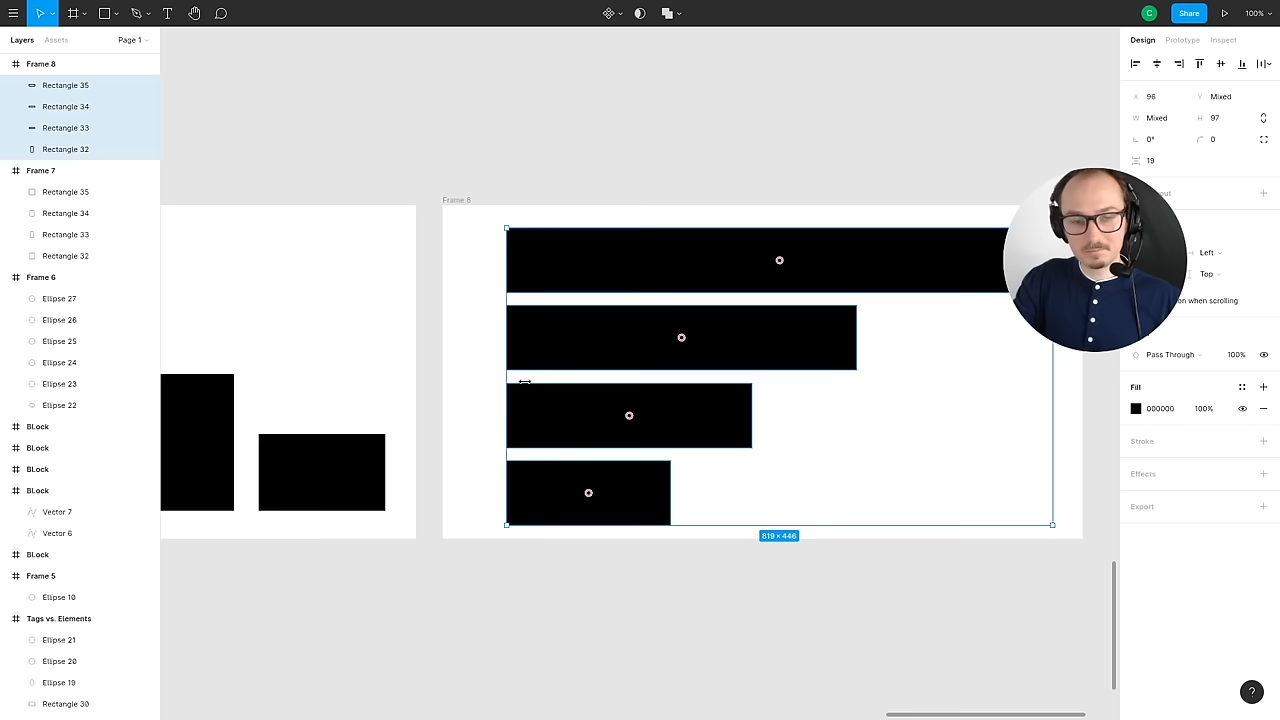 C
Share
100%
Layers
Assets
Page 1
Design
Prototype
Inspect
Frame 8
Rectangle 35
Rectangle 34
Rectangle 33
Rectangle 32
Frame 7
Rectangle 35
Rectangle 34
Rectangle 33
Rectangle 32
Frame 6
Ellipse 27
Ellipse 26
Ellipse 25
Ellipse 24
Ellipse 23
Ellipse 22
BLock
BLock
BLock
BLock
Vector 7
Vector 6
BLock
Frame 5
Ellipse 10
Tags vs. Elements
Ellipse 21
Ellipse 20
Ellipse 19
Rectangle 30
Frame 8
819 × 446
X 96
Y Mixed
W Mixed
H 97
0°
0
19
Left
Top
on when scrolling
Pass Through
100%
Fill
000000
100%
Stroke
Effects
Export
?